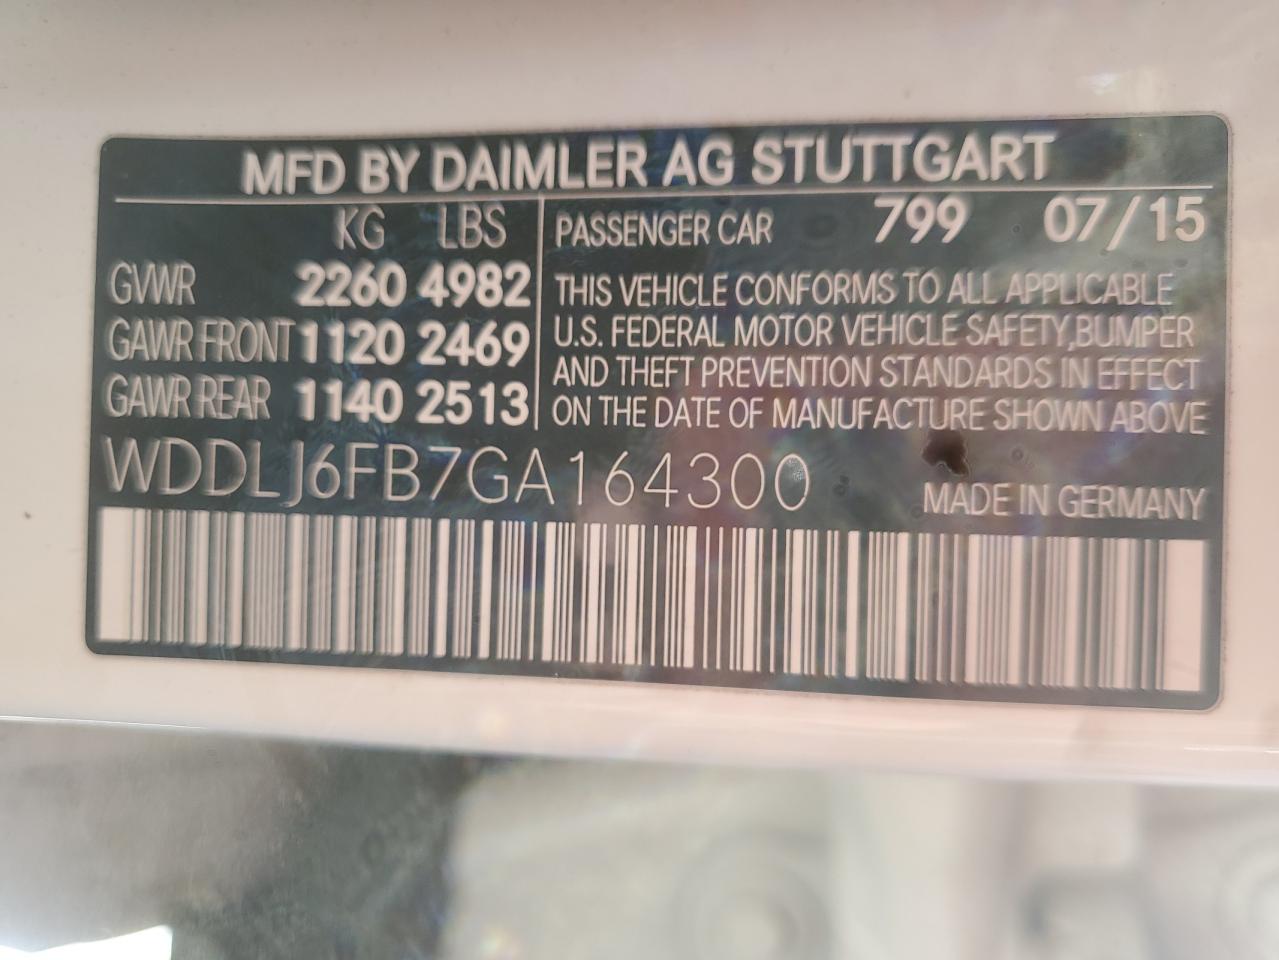 MFD BY DAIMLER AG STUTTGART
KG LBS
GVWR 2260 4982
GAWR FRONT 1120 2469
GAWR REAR 1140 2513
PASSENGER CAR 799 07/15
THIS VEHICLE CONFORMS TO ALL APPLICABLE
U.S. FEDERAL MOTOR VEHICLE SAFETY,BUMPER
AND THEFT PREVENTION STANDARDS IN EFFECT
ON THE DATE OF MANUFACTURE SHOWN ABOVE
WDDLJ6FB7GA164300
MADE IN GERMANY